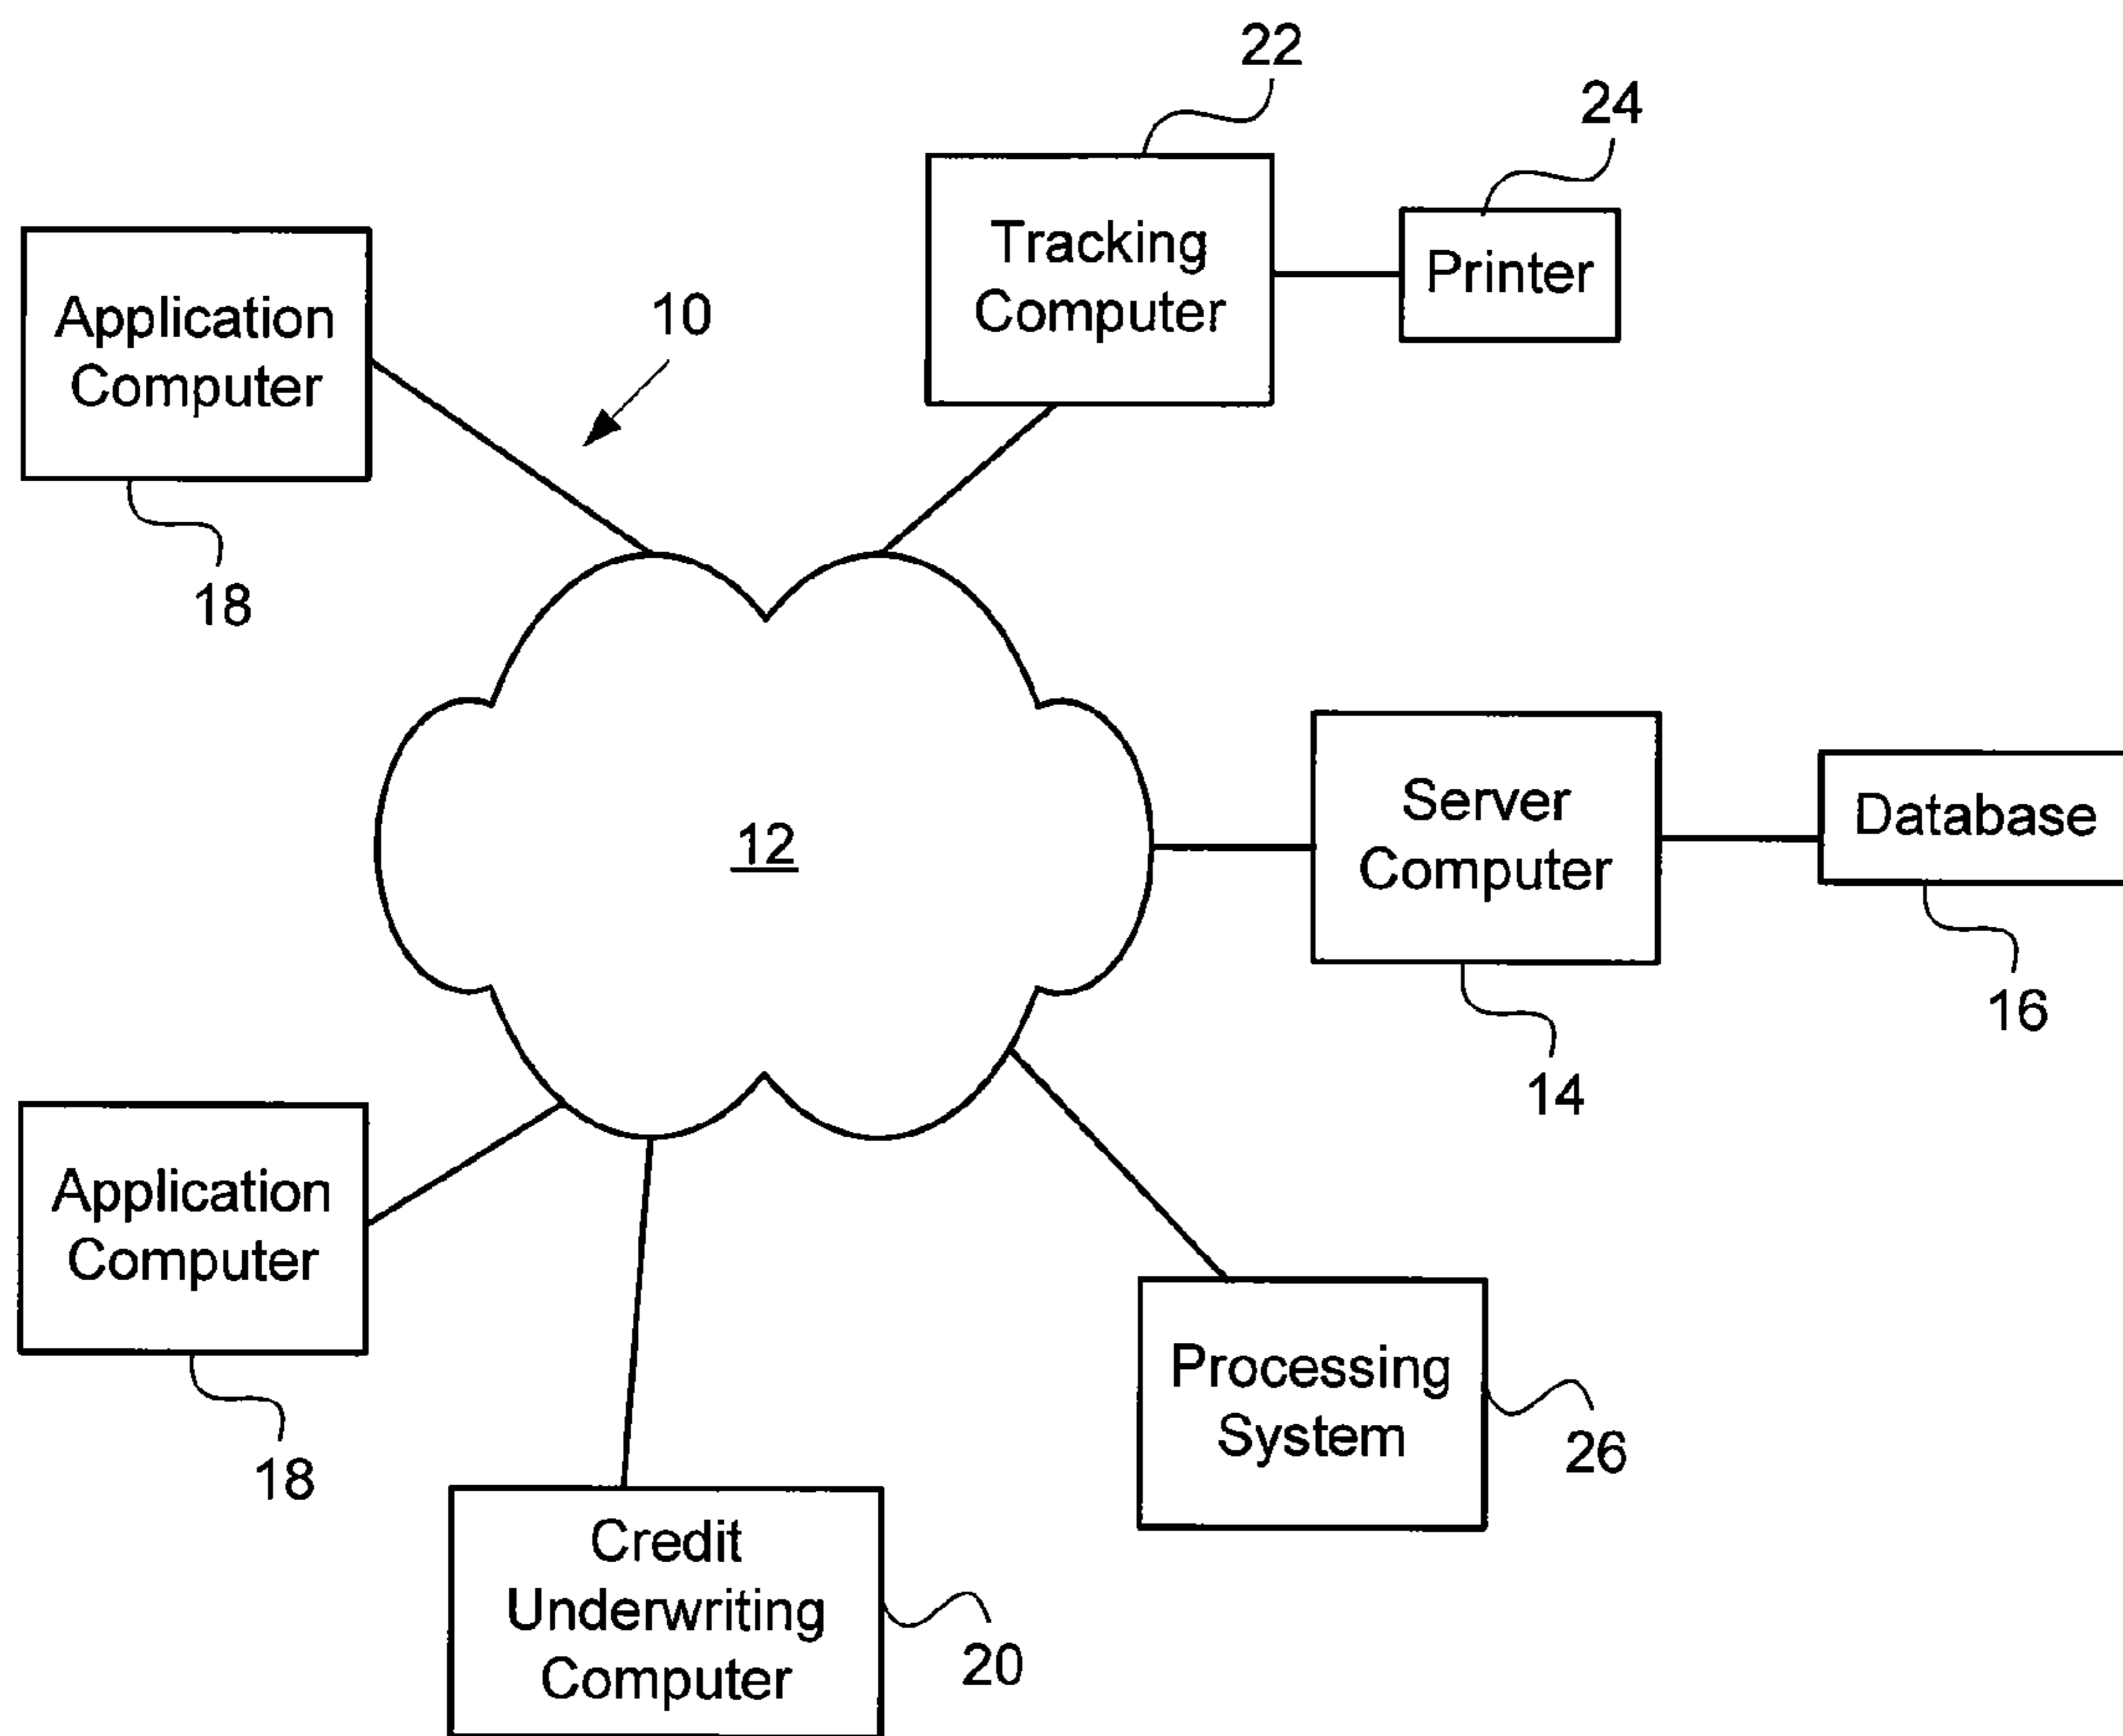 22
24
Tracking
Computer
Printer
Application
Computer
10
18
12
Server
Computer
Database
16
14
Application
Computer
18
Processing
System
26
Credit
Underwriting
Computer
20